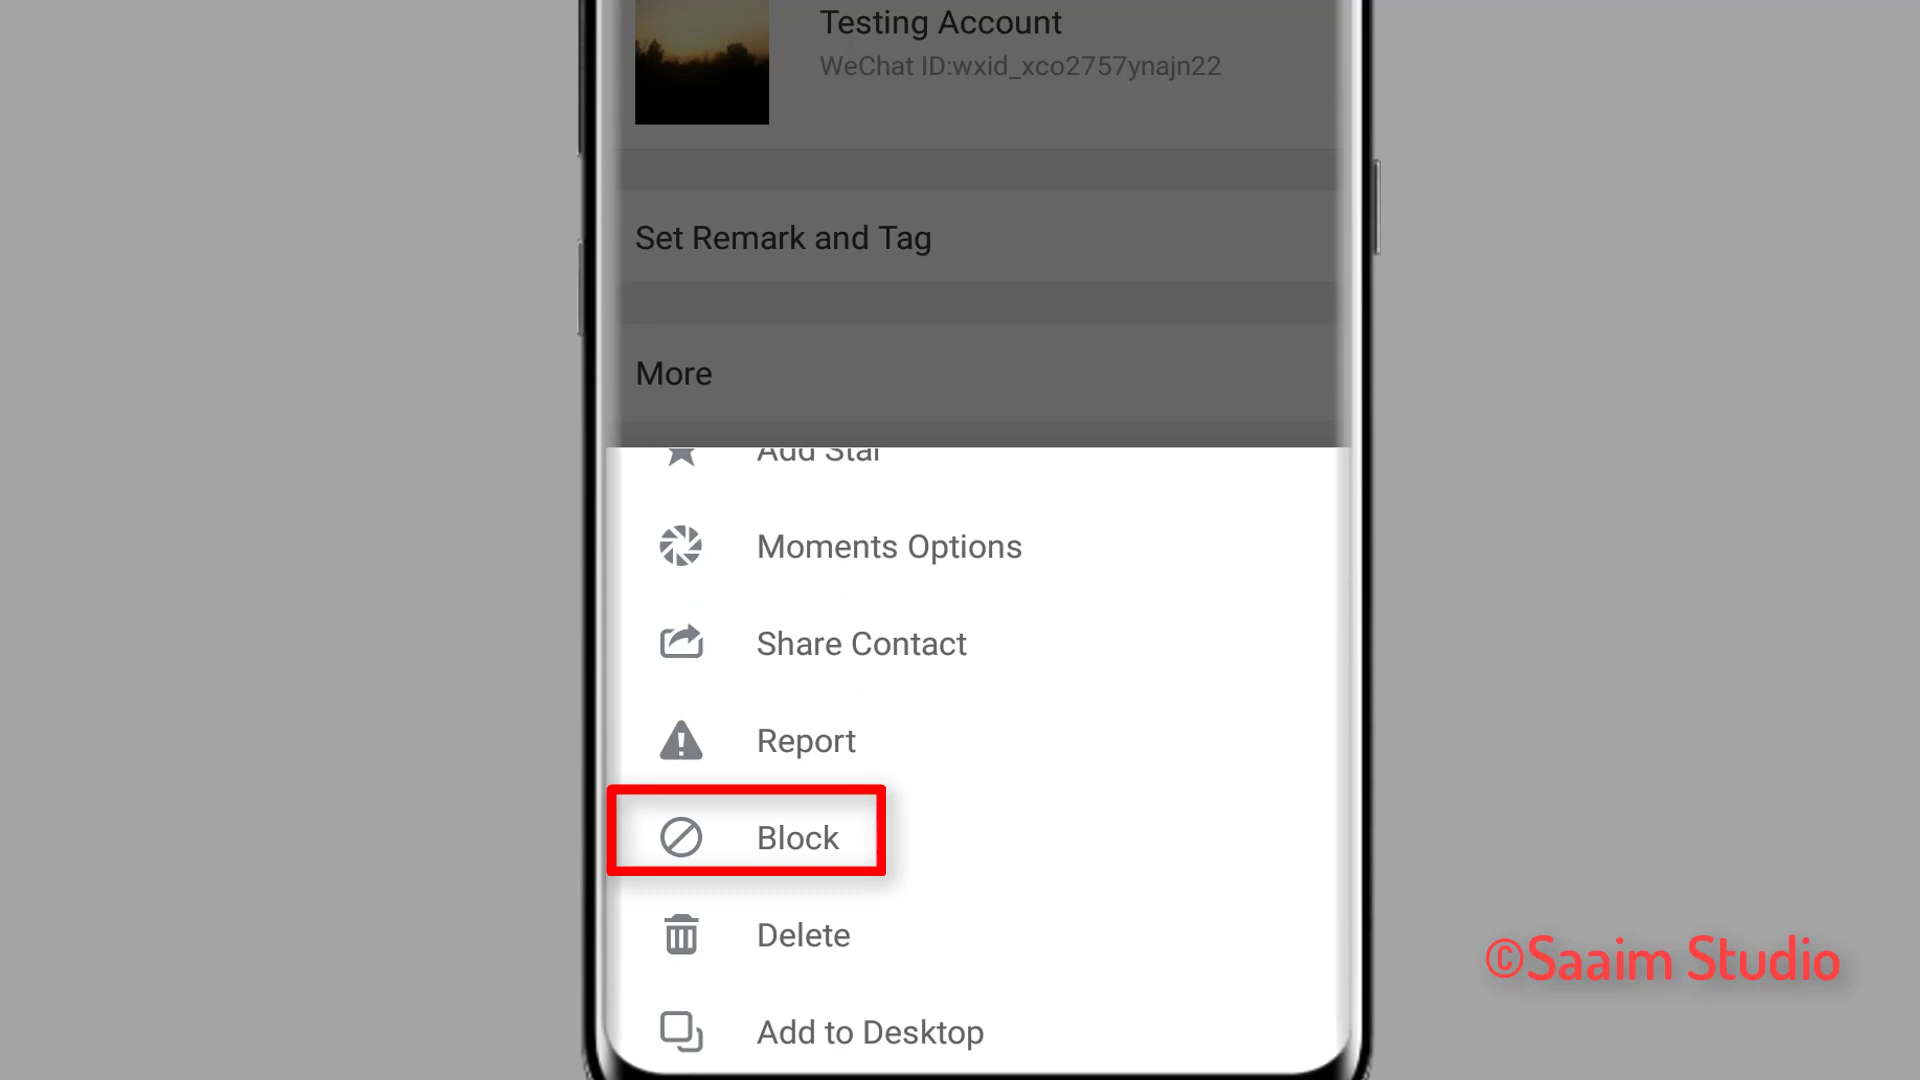 Testing Account
WeChat ID:wxid_xco2757ynajn22
Set Remark and Tag
More
Add Star
Moments Options
Share Contact
Report
Block
Delete
Add to Desktop
©Saaim Studio